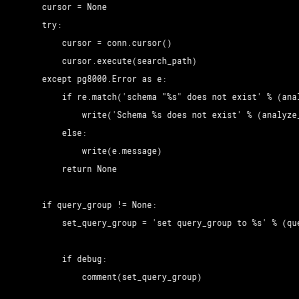 cursor = None
try:
cursor = conn.cursor()
cursor.execute(search_path)
except pg8000.Error as e:
if re.match('schema "%s" does not exist' % (anal
write('Schema %s does not exist' % (analyze_
else:
write(e.message)
return None
if query_group != None:
set_query_group = 'set query_group to %s' % (que
if debug:
comment(set_query_group)